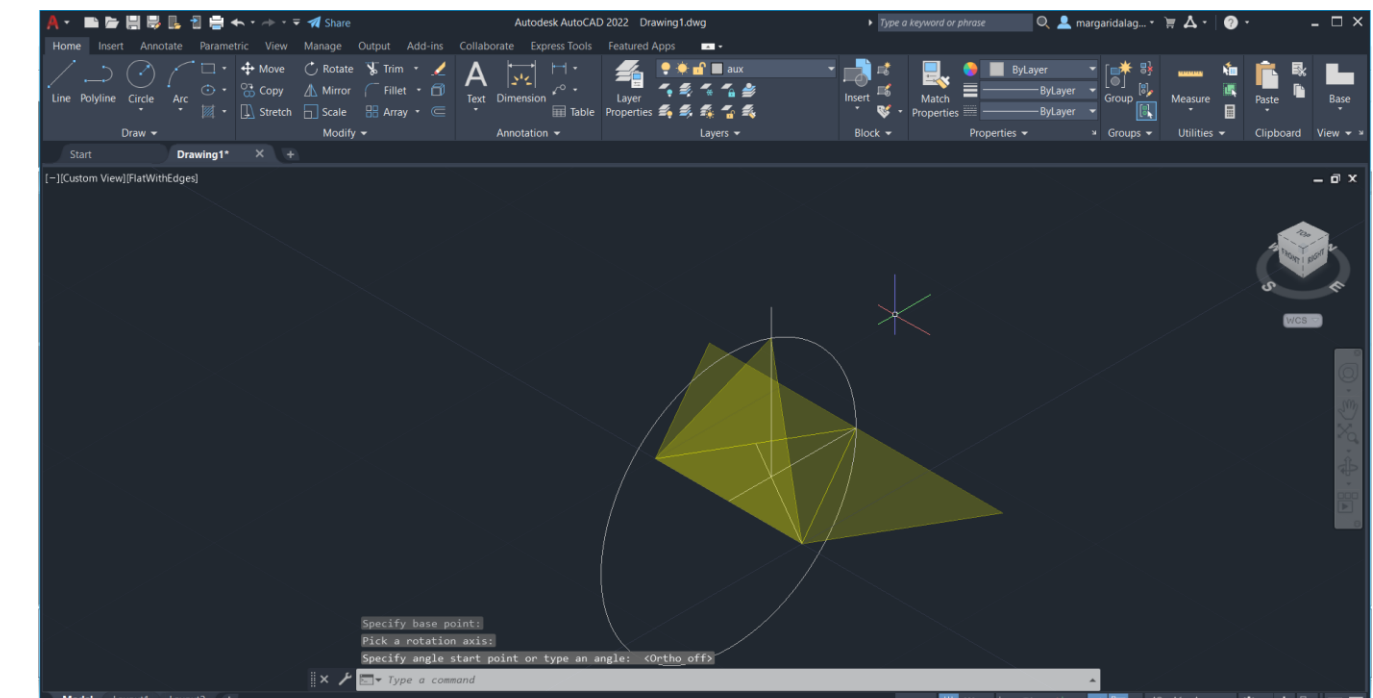 Share
Autodesk AutoCAD 2022 Drawing1.dwg
Type a keyword or phrase
margaridalag...
Home Insert Annotate Parametric View Manage Output Add-ins Collaborate Express Tools Featured Apps
Line Polyline Circle Arc
Move Rotate Trim
Copy Mirror Fillet
Stretch Scale Array
Text Dimension Table
Layer Properties
aux
Insert
Match Properties
ByLayer
ByLayer
ByLayer
Group Measure Paste Base
Draw Modify Annotation Layers Block Properties Groups Utilities Clipboard View
Start Drawing1*
[-][Custom View][FlatWithEdges]
TOP
FRONT RIGHT
S E
WCS
Specify base point:
Pick a rotation axis:
Specify angle start point or type an angle: <Ortho off>
Type a command